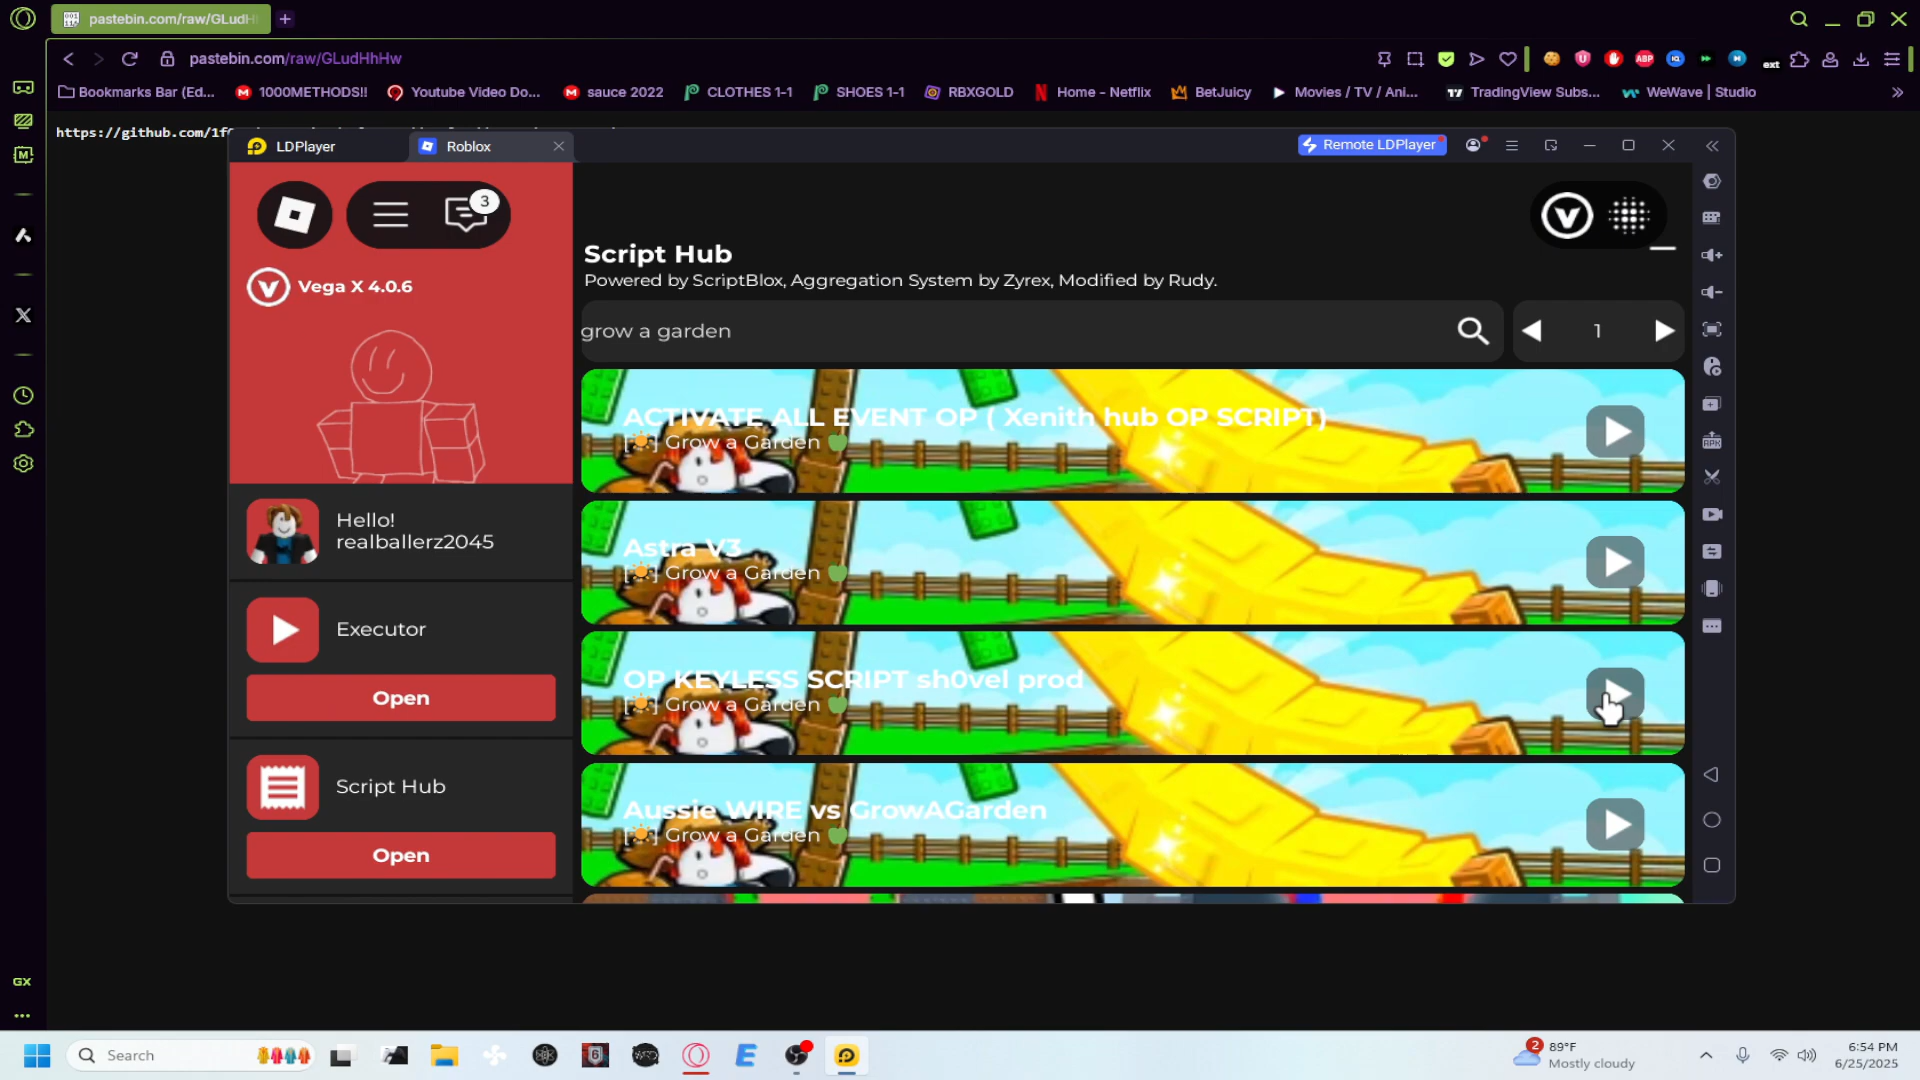 pastebin.com/raw/GLudH
pastebin.com/raw/GLudHhHw
ABP
ext
Bookmarks Bar (Ed...
1000METHODS!!
Youtube Video Do...
sauce 2022
CLOTHES 1-1
SHOES 1-1
RBXGOLD
Home - Netflix
BetJuicy
Movies / TV / Ani...
TradingView Subs...
WeWave | Studio
LDPlayer
Roblox
Remote LDPlayer
3
Vega X 4.0.6
Hello!
realballerz2045
Executor
Open
Script Hub
Open
Script Hub
Powered by ScriptBlox, Aggregation System by Zyrex, Modified by Rudy.
grow a garden
1
ACTIVATE ALL EVENT OP ( Xenith hub OP SCRIPT)
[☀️] Grow a Garden
Astra V3
[☀️] Grow a Garden
OP KEYLESS SCRIPT sh0vel prod
[☀️] Grow a Garden
Aussie WIRE vs GrowAGarden
[☀️] Grow a Garden
APK
GX
Search
6
2
89°F
Mostly cloudy
6:54 PM
6/25/2025